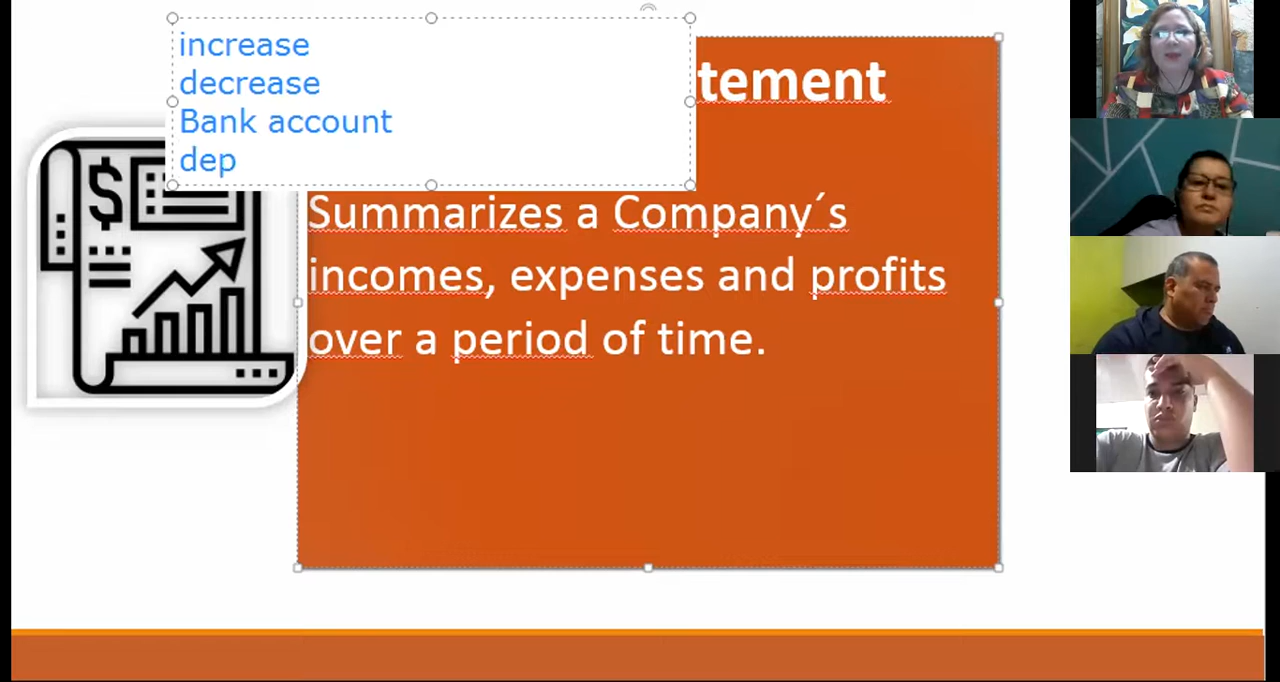 increase
decrease
Bank account
dep
tement
Summarizes a Company´s
incomes, expenses and profits
over a period of time.